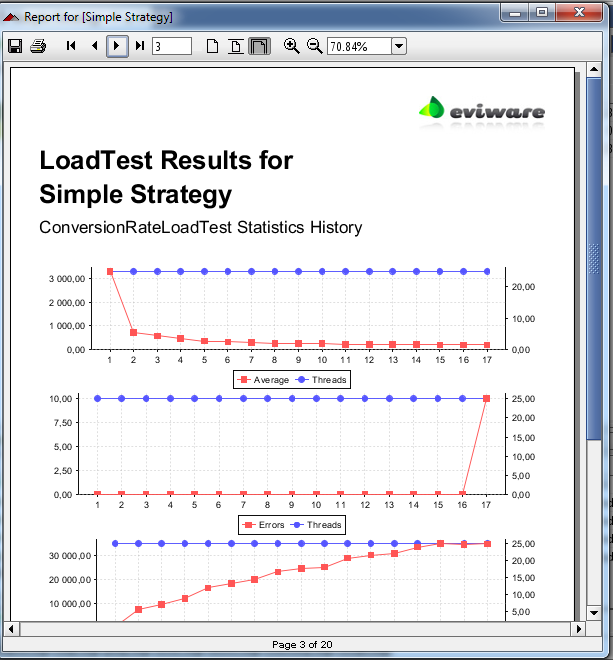 Report for [Simple Strategy]
3
70.84%
eviware
LoadTest Results for
Simple Strategy
ConversionRateLoadTest Statistics History
3 000,00
2 000,00
1 000,00
0,00
20,00
10,00
0,00
1 2 3 4 5 6 7 8 9 10 11 12 13 14 15 16 17
Average Threads
10,00
7,50
5,00
2,50
0,00
25,00
20,00
15,00
10,00
5,00
0,00
1 2 3 4 5 6 7 8 9 10 11 12 13 14 15 16 17
Errors Threads
30 000,00
20 000,00
10 000,00
25,00
20,00
15,00
10,00
5,00
Page 3 of 20